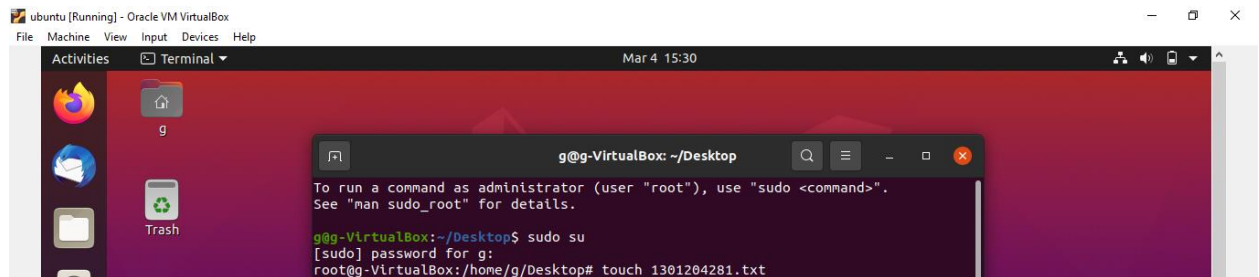 ubuntu [Running] - Oracle VM VirtualBox
File Machine View Input Devices Help
Activities Terminal Mar 4 15:30
g
Trash
g@g-VirtualBox: ~/Desktop
To run a command as administrator (user "root"), use "sudo <command>".
See "man sudo_root" for details.
g@g-VirtualBox:~/Desktop$ sudo su
[sudo] password for g:
root@g-VirtualBox:/home/g/Desktop# touch 1301204281.txt